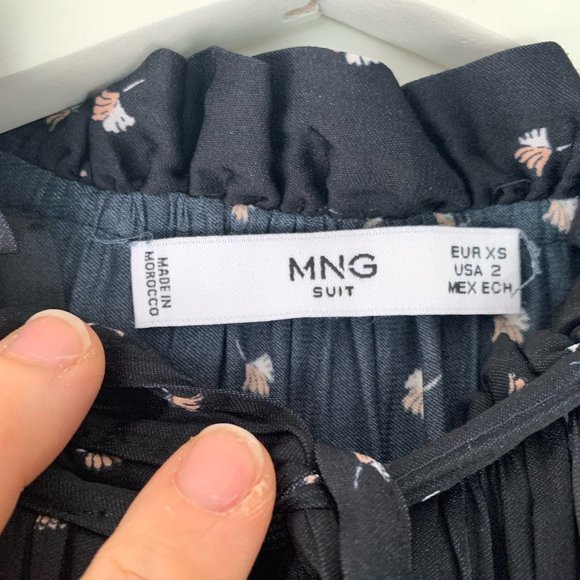 MADE IN
MOROCCO
MNG
SUIT
EUR XS
USA 2
MEX ECH